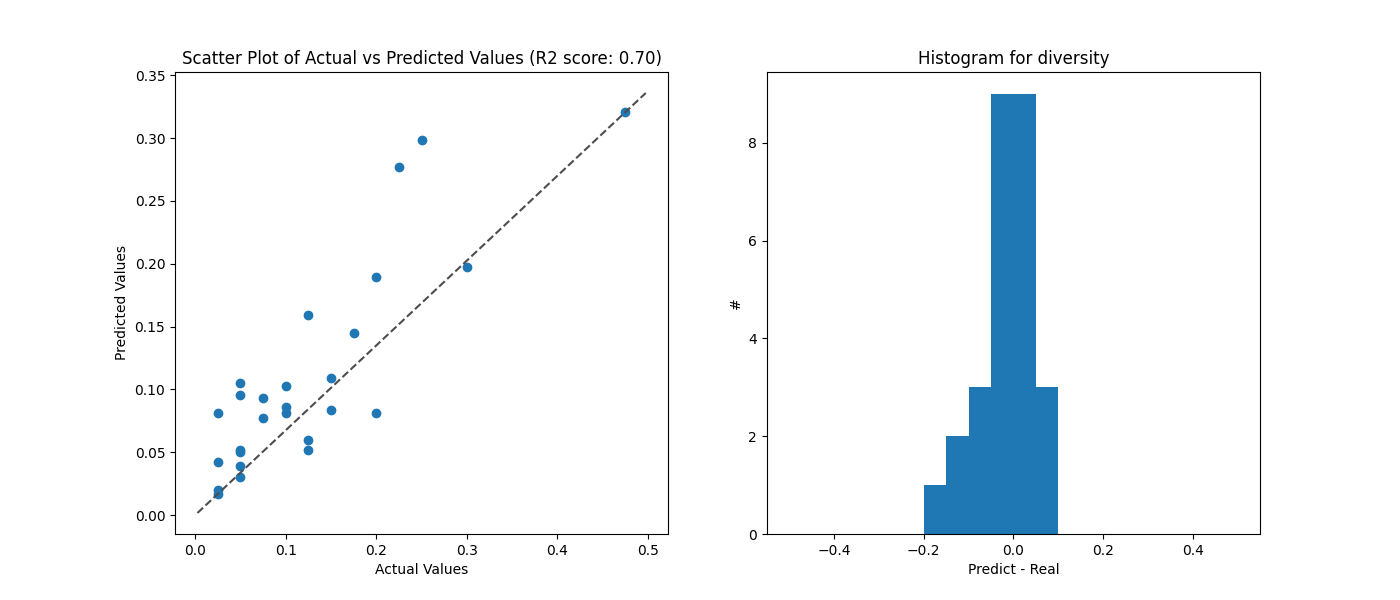 Scatter Plot of Actual vs Predicted Values (R2 score: 0.70)
0.35
0.30
0.25
0.20
0.15
0.10
0.05
0.00
Predicted Values
0.0 0.1 0.2 0.3 0.4 0.5
Actual Values
Histogram for diversity
8
6
4
2
0
#
−0.4 −0.2 0.0 0.2 0.4
Predict - Real